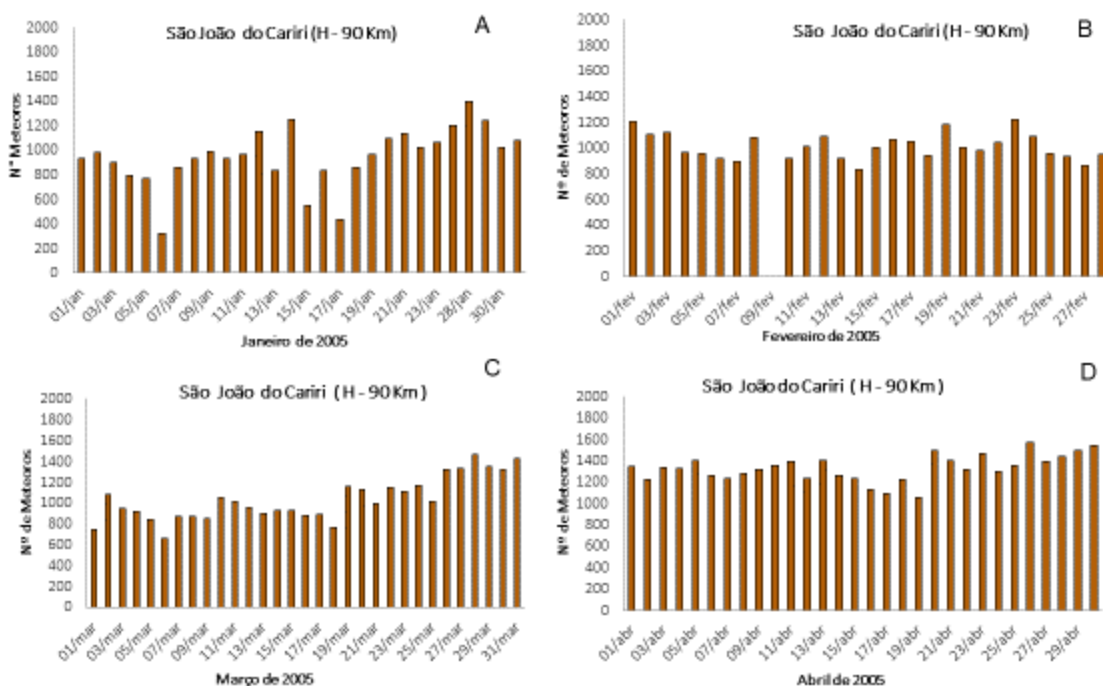 São João do Cariri (H - 90 Km)
A
2000
1800
1600
1400
1200
1000
800
600
400
200
0
N° Meteoros
01/jan
03/jan
05/jan
07/jan
09/jan
11/jan
13/jan
15/jan
17/jan
20/jan
28/jan
30/jan
Janeiro de 2005
São João do Cariri (H - 90 Km)
B
2000
1800
1600
1400
1200
1000
800
600
400
200
0
Nº de Meteoros
01/fev
03/fev
05/fev
07/fev
09/fev
11/fev
13/fev
15/fev
17/fev
19/fev
21/fev
23/fev
25/fev
27/fev
Fevereiro de 2005
São João do Cariri ( H - 90 Km )
C
2000
1800
1600
1400
1200
1000
800
600
400
200
0
Nº de Meteoros
01/mar
03/mar
05/mar
07/mar
09/mar
11/mar
13/mar
15/mar
17/mar
19/mar
21/mar
23/mar
25/mar
27/mar
29/mar
31/mar
Março de 2005
São João do Cariri ( H - 90 Km )
D
2000
1800
1600
1400
1200
1000
800
600
400
200
0
Nº de Meteoros
01/abr
03/abr
05/abr
07/abr
09/abr
11/abr
13/abr
15/abr
17/abr
19/abr
21/abr
23/abr
25/abr
27/abr
29/abr
Abril de 2005